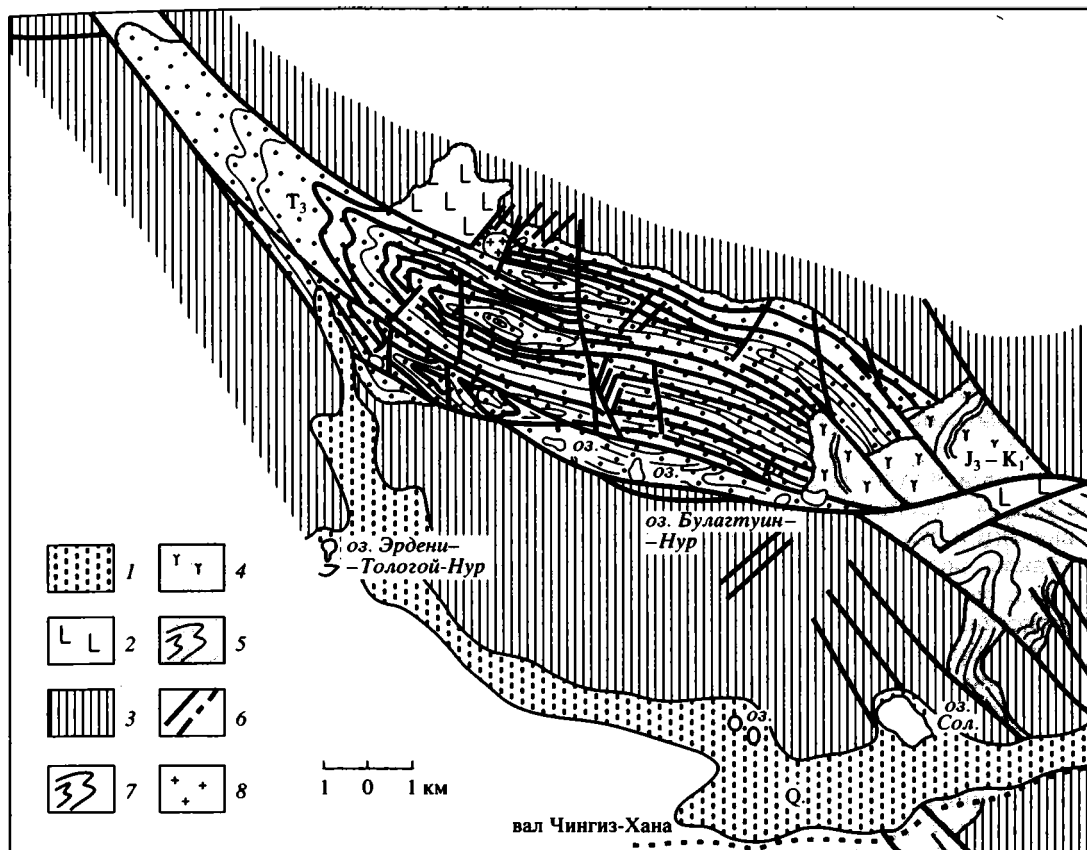 T₃
оз.
оз.
J₃ – K₁
оз. Булагтуин–
–Нур
оз. Эрдени–
–Тологой-Нур
оз.
оз.
Сол.
Q
вал Чингиз-Хана
1 0 1 км
1
4
2
5
3
6
7
8